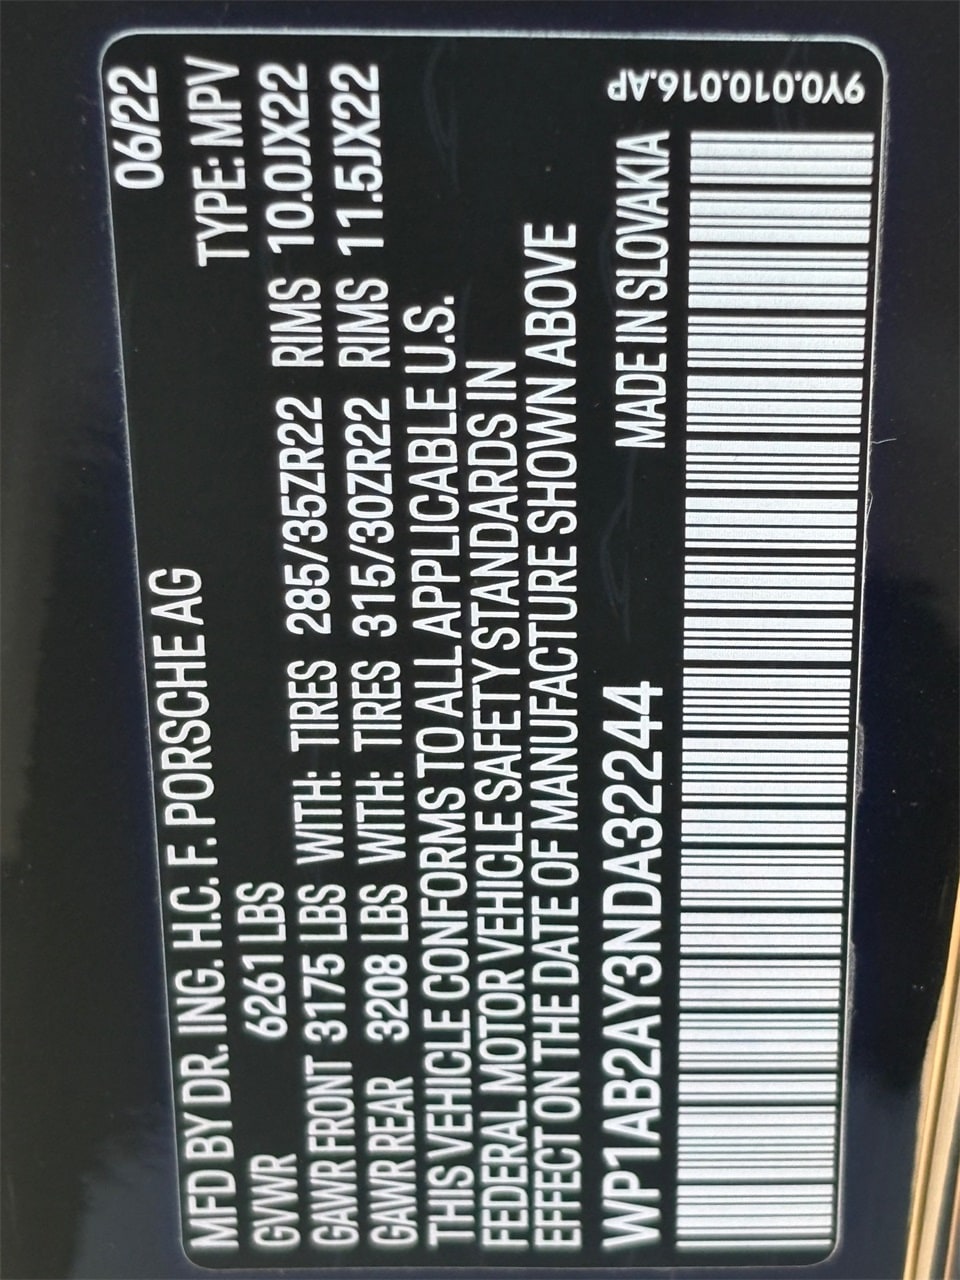 MFD BY DR. ING. H.C. F. PORSCHE AG 06/22
GVWR 6261 LBS TYPE: MPV
GAWR FRONT 3175 LBS WITH: TIRES 285/35ZR22 RIMS 10.0JX22
GAWR REAR 3208 LBS WITH: TIRES 315/30ZR22 RIMS 11.5JX22
THIS VEHICLE CONFORMS TO ALL APPLICABLE U.S.
FEDERAL MOTOR VEHICLE SAFETY STANDARDS IN
EFFECT ON THE DATE OF MANUFACTURE SHOWN ABOVE
WP1AB2AY3NDA32244 MADE IN SLOVAKIA
9Y0.010.016.AP